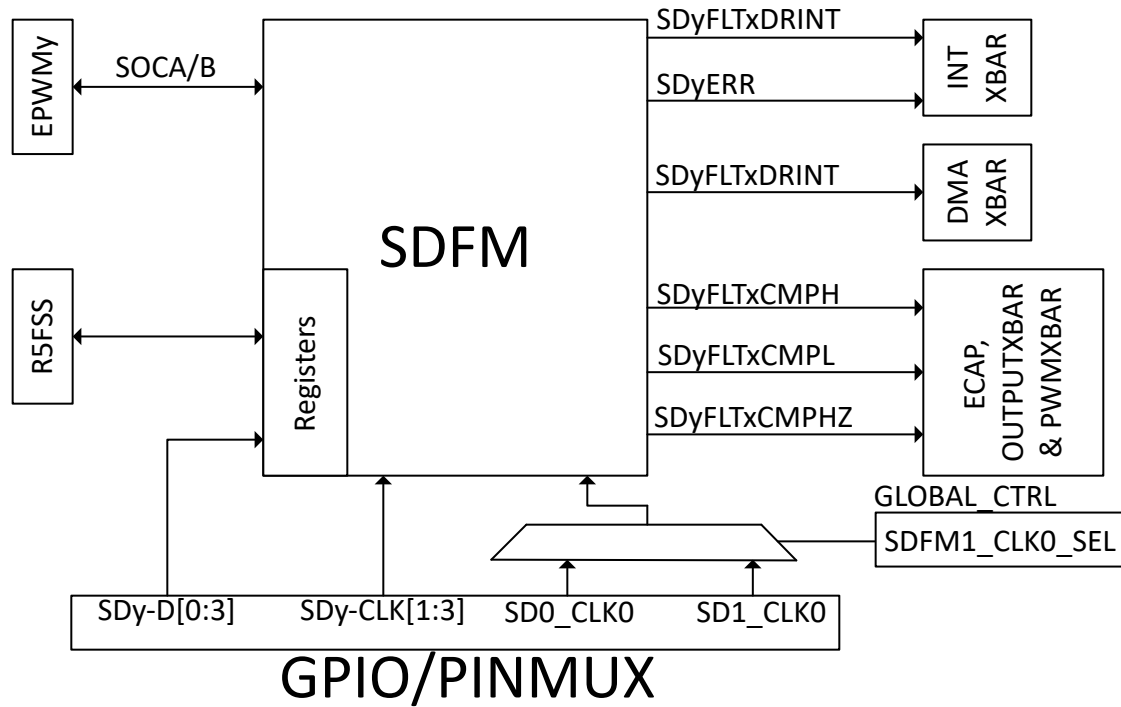 EPWMy
SOCA/B
R5FSS
SDFM
Registers
SDyFLTxDRINT
SDyERR
INT
XBAR
SDyFLTxDRINT
DMA
XBAR
SDyFLTxCMPH
SDyFLTxCMPL
SDyFLTxCMPHZ
ECAP,
OUTPUTXBAR
& PWMXBAR
GLOBAL_CTRL
SDFM1_CLK0_SEL
SDy-D[0:3]
SDy-CLK[1:3]
SD0_CLK0
SD1_CLK0
GPIO/PINMUX